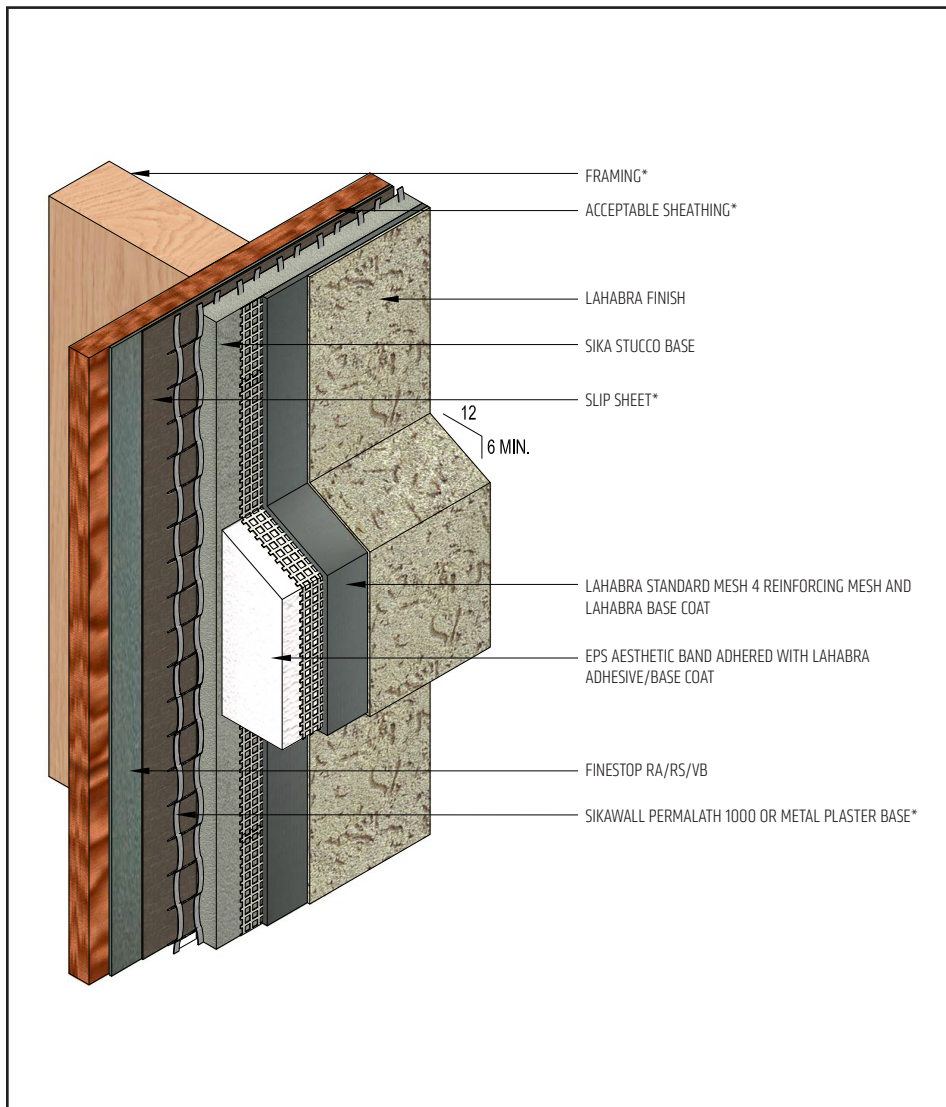 FRAMING*
ACCEPTABLE SHEATHING*
LAHABRA FINISH
SIKA STUCCO BASE
SLIP SHEET*
12
6 MIN.
LAHABRA STANDARD MESH 4 REINFORCING MESH AND
LAHABRA BASE COAT
EPS AESTHETIC BAND ADHERED WITH LAHABRA
ADHESIVE/BASE COAT
FINESTOP RA/RS/VB
SIKAWALL PERMALATH 1000 OR METAL PLASTER BASE*